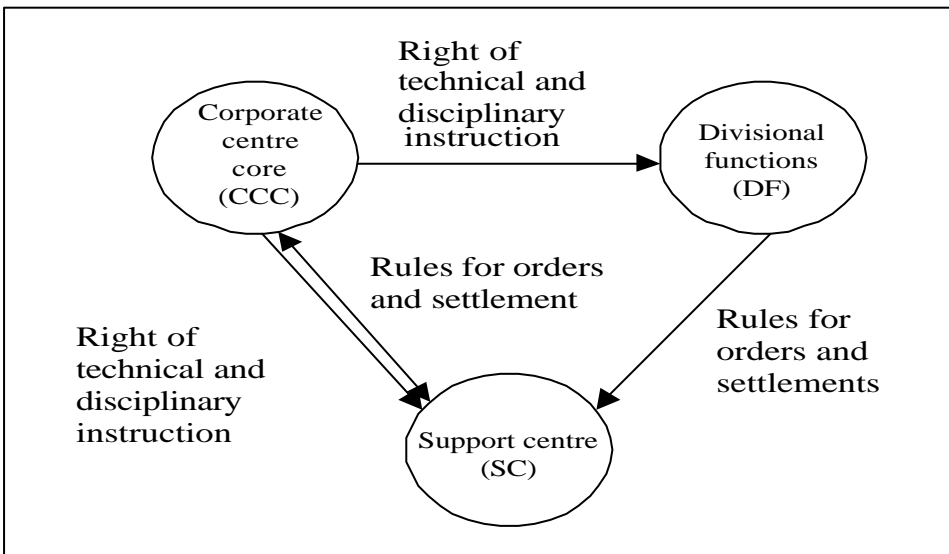 Right of
technical and
disciplinary
instruction
Corporate
centre
core
(CCC)
Divisional
functions
(DF)
Rules for orders
and settlement
Right of
technical and
disciplinary
instruction
Rules for
orders and
settlements
Support centre
(SC)